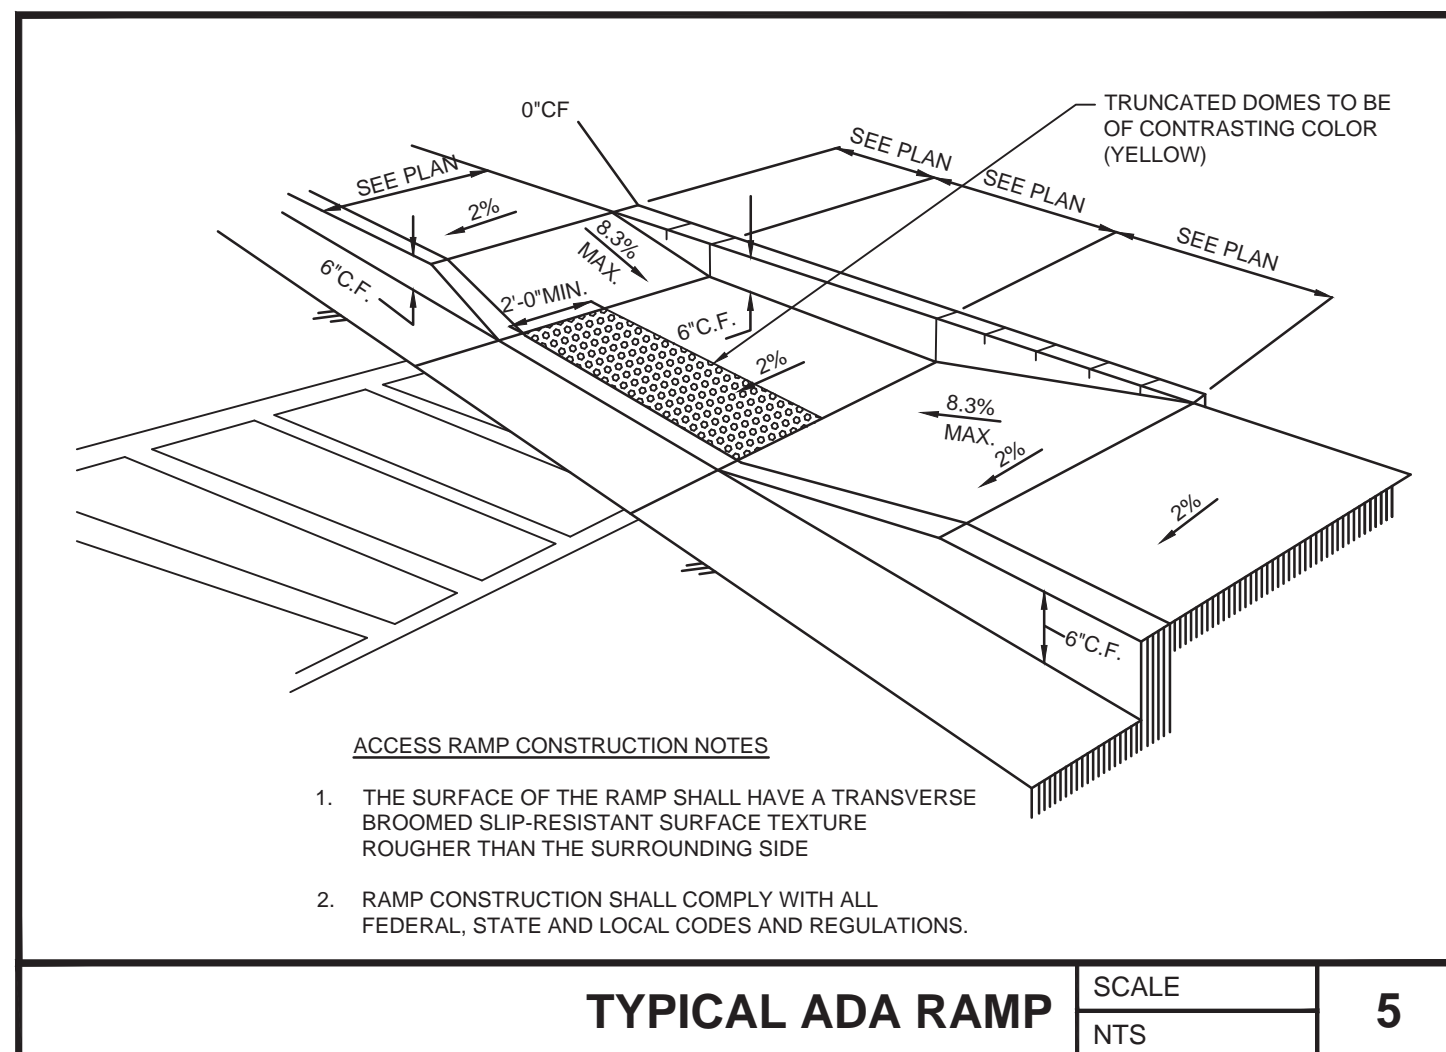 0"CF
TRUNCATED DOMES TO BE
OF CONTRASTING COLOR
(YELLOW)
SEE PLAN
SEE PLAN
SEE PLAN
SEE PLAN
2%
8.3%
MAX.
6"C.F.
2'-0"MIN.
6"C.F.
2%
8.3%
MAX.
2%
2%
6"C.F.
ACCESS RAMP CONSTRUCTION NOTES
1. THE SURFACE OF THE RAMP SHALL HAVE A TRANSVERSE
BROOMED SLIP-RESISTANT SURFACE TEXTURE
ROUGHER THAN THE SURROUNDING SIDE
2. RAMP CONSTRUCTION SHALL COMPLY WITH ALL
FEDERAL, STATE AND LOCAL CODES AND REGULATIONS.
TYPICAL ADA RAMP
SCALE
NTS
5